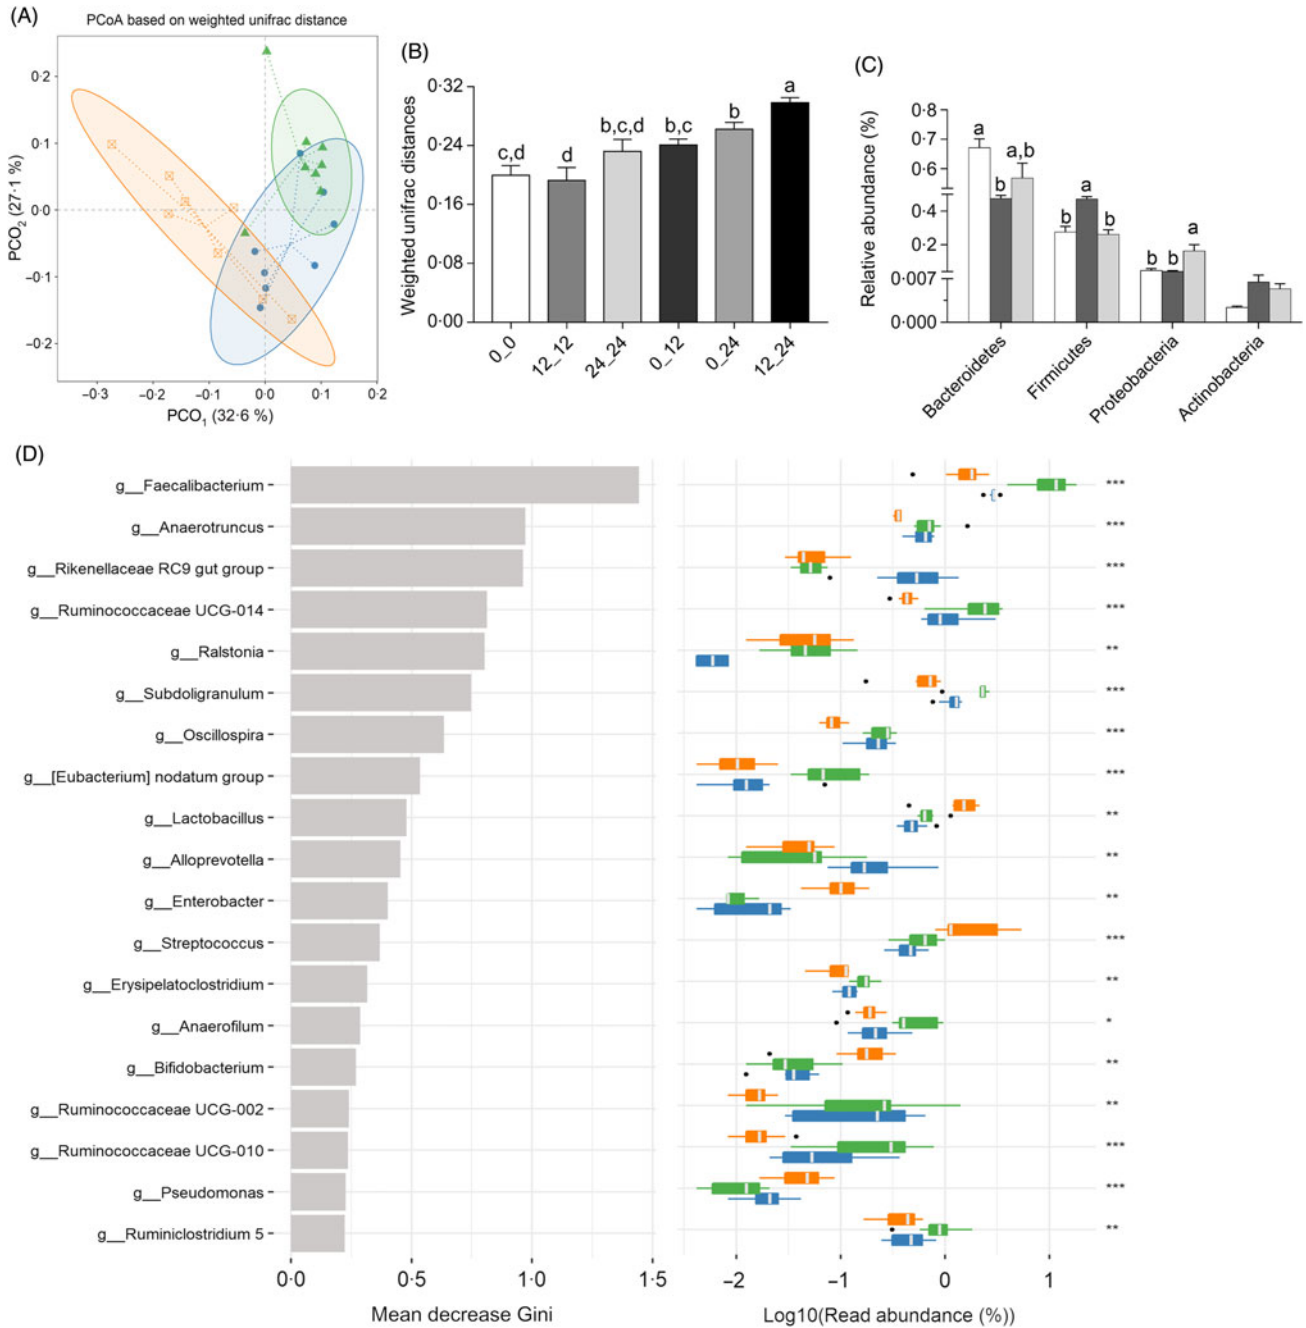 (A)
PCoA based on weighted unifrac distance
0·2
0·1
0·0
−0·1
−0·2
PCO2 (27·1 %)
−0·3
−0·2
−0·1
0·0
0·1
0·2
PCO1 (32·6 %)
(B)
Weighted unifrac distances
0·32
0·24
0·16
0·08
0·00
c,d
d
b,c,d
b,c
b
a
0_0
12_12
24_24
0_12
0_24
12_24
(C)
Relative abundance (%)
0·8
0·7
0·6
0·4
0·2
0·007
0·000
a
b
a,b
b
a
b
b
b
a
Bacteroidetes
Firmicutes
Proteobacteria
Actinobacteria
(D)
g__Faecalibacterium
***
g__Anaerotruncus
***
g__Rikenellaceae RC9 gut group
***
g__Ruminococcaceae UCG-014
***
g__Ralstonia
**
g__Subdoligranulum
***
g__Oscillospira
***
g__[Eubacterium] nodatum group
***
g__Lactobacillus
**
g__Alloprevotella
**
g__Enterobacter
**
g__Streptococcus
***
g__Erysipelatoclostridium
**
g__Anaerofilum
*
g__Bifidobacterium
**
g__Ruminococcaceae UCG-002
**
g__Ruminococcaceae UCG-010
***
g__Pseudomonas
***
g__Ruminiclostridium 5
**
0·0
0·5
1·0
1·5
−2
−1
0
1
Mean decrease Gini
Log10(Read abundance (%))